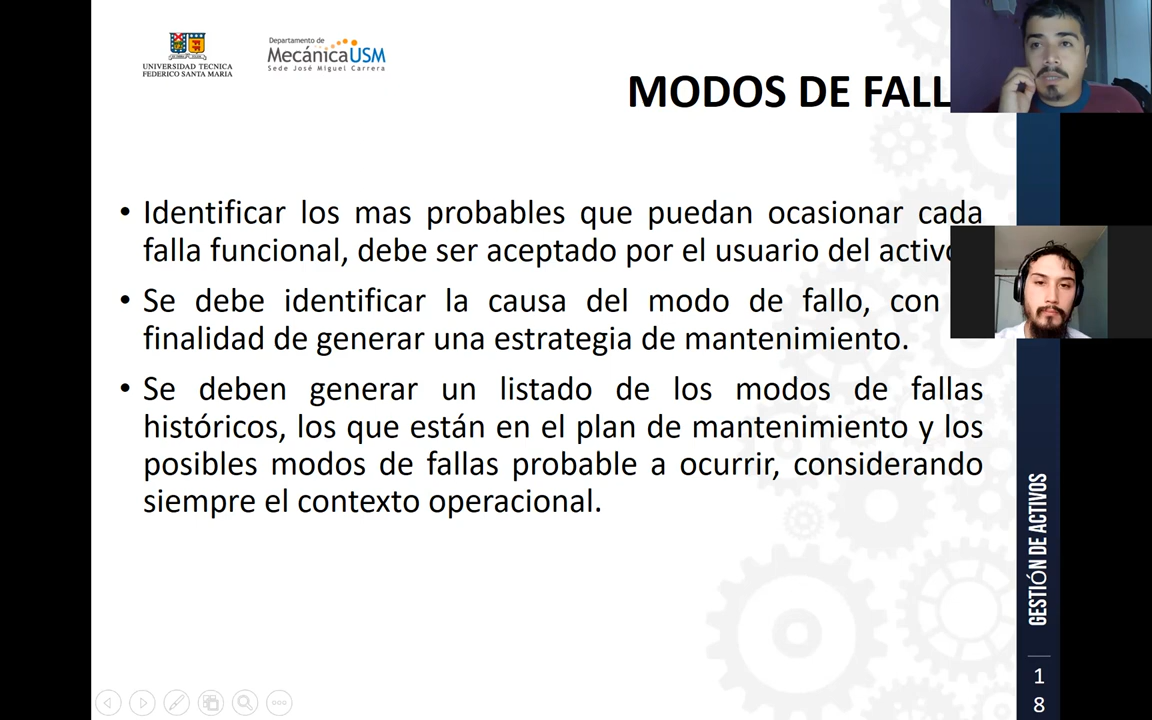 UNIVERSIDAD TECNICA
FEDERICO SANTA MARIA
Departamento de
MecánicaUSM
Sede José Miguel Carrera
MODOS DE FALL
• Identificar los mas probables que puedan ocasionar cada
falla funcional, debe ser aceptado por el usuario del activo
• Se debe identificar la causa del modo de fallo, con
finalidad de generar una estrategia de mantenimiento.
• Se deben generar un listado de los modos de fallas
históricos, los que están en el plan de mantenimiento y los
posibles modos de fallas probable a ocurrir, considerando
siempre el contexto operacional.
GESTIÓN DE ACTIVOS
1
8